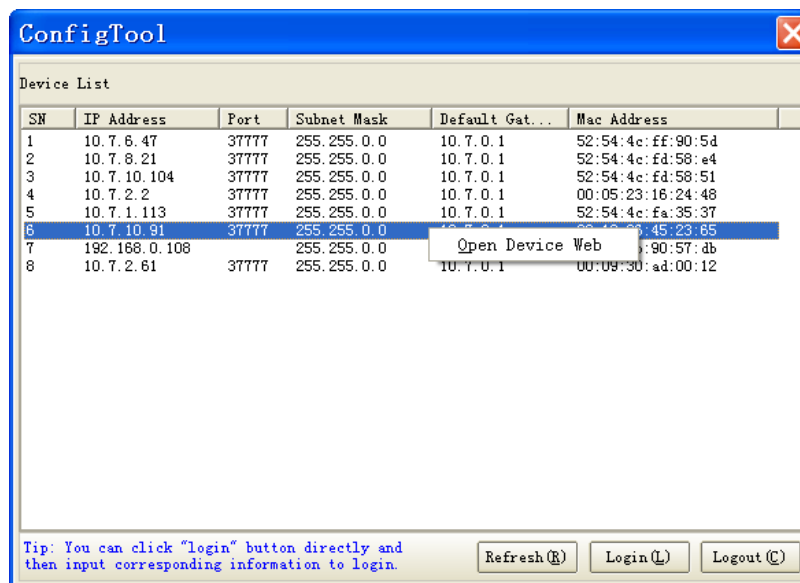 ConfigTool
Device List
SN IP Address Port Subnet Mask Default Gat... Mac Address
1 10.7.6.47 37777 255.255.0.0 10.7.0.1 52:54:4c:ff:90:5d
2 10.7.8.21 37777 255.255.0.0 10.7.0.1 52:54:4c:fd:58:e4
3 10.7.10.104 37777 255.255.0.0 10.7.0.1 52:54:4c:fd:58:51
4 10.7.2.2 37777 255.255.0.0 10.7.0.1 00:05:23:16:24:48
5 10.7.1.113 37777 255.255.0.0 10.7.0.1 52:54:4c:fa:35:37
6 10.7.10.91 37777 255.255.0.0 :45:23:65
Open Device Web
7 192.168.0.108 255.255.0.0 :90:57:db
8 10.7.2.61 37777 255.255.0.0 10.7.0.1 00:09:30:ad:00:12
Tip: You can click "login" button directly and
then input corresponding information to login.
Refresh(R) Login(L) Logout(C)